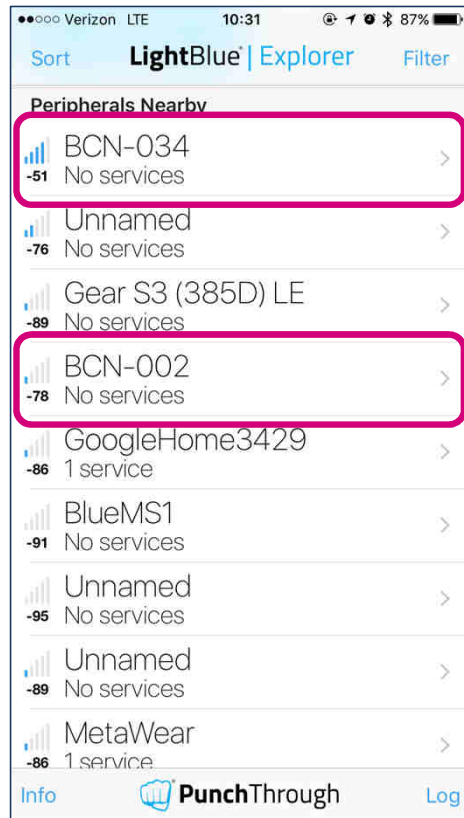 Verizon LTE 10:31 87%
Sort LightBlue | Explorer Filter
Peripherals Nearby
BCN-034
-51 No services
Unnamed
-76 No services
Gear S3 (385D) LE
-89 No services
BCN-002
-78 No services
GoogleHome3429
-86 1 service
BlueMS1
-91 No services
Unnamed
-95 No services
Unnamed
-89 No services
MetaWear
-86 1 service
Info PunchThrough Log